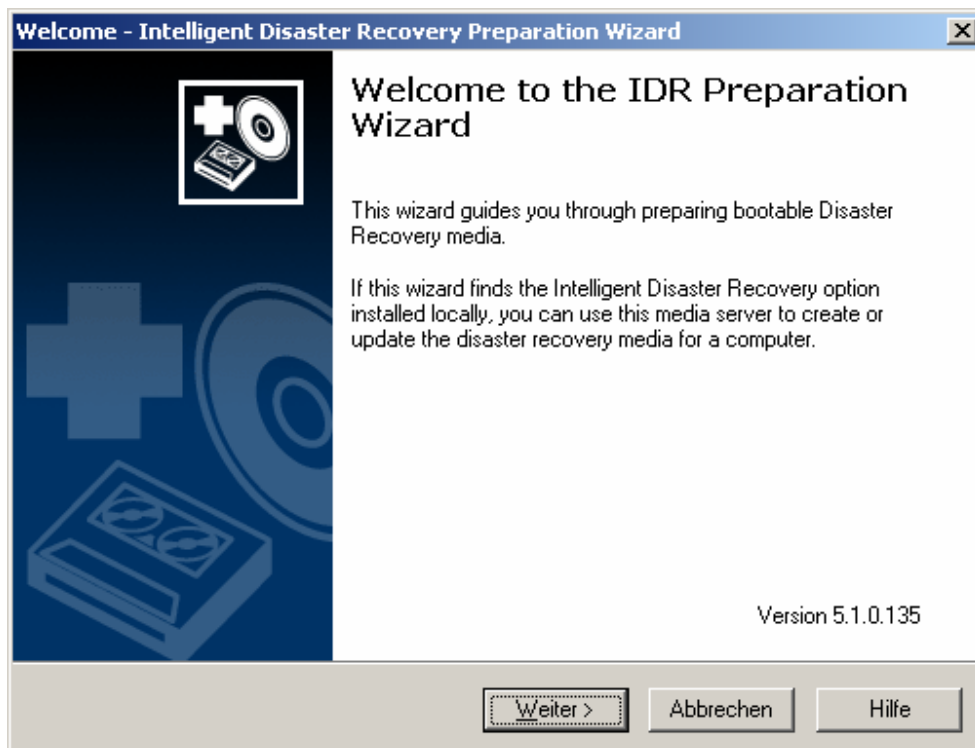 Welcome - Intelligent Disaster Recovery Preparation Wizard
Welcome to the IDR Preparation
Wizard
This wizard guides you through preparing bootable Disaster
Recovery media.
If this wizard finds the Intelligent Disaster Recovery option
installed locally, you can use this media server to create or
update the disaster recovery media for a computer.
Version 5.1.0.135
Weiter >
Abbrechen
Hilfe